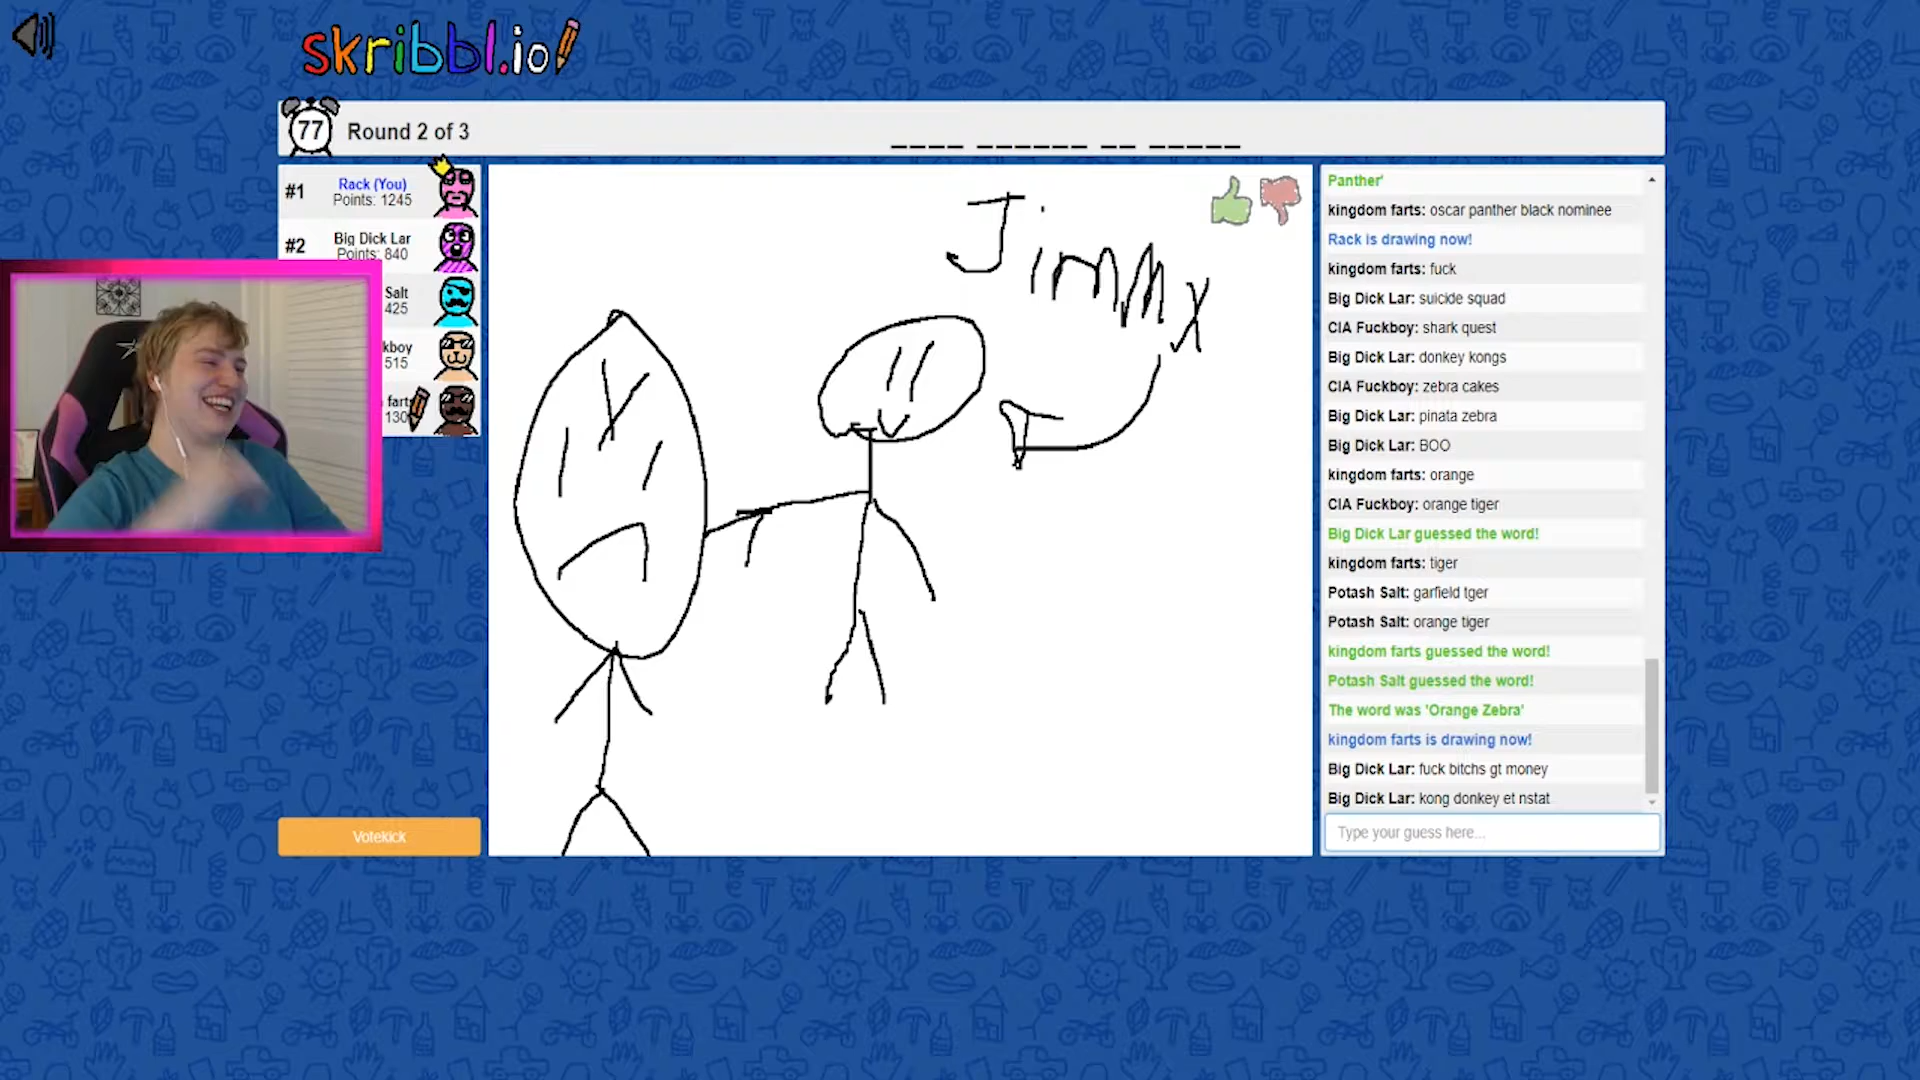 skribbl.io
77
Round 2 of 3
#1
Rack (You)
Points: 1245
#2
Big Dick Lar
Points: 840
Salt
425
kboy
515
farts
130
Votekick
Jimmy
Panther'
kingdom farts: oscar panther black nominee
Rack is drawing now!
kingdom farts: fuck
Big Dick Lar: suicide squad
CIA Fuckboy: shark quest
Big Dick Lar: donkey kongs
CIA Fuckboy: zebra cakes
Big Dick Lar: pinata zebra
Big Dick Lar: BOO
kingdom farts: orange
CIA Fuckboy: orange tiger
Big Dick Lar guessed the word!
kingdom farts: tiger
Potash Salt: garfield tger
Potash Salt: orange tiger
kingdom farts guessed the word!
Potash Salt guessed the word!
The word was 'Orange Zebra'
kingdom farts is drawing now!
Big Dick Lar: fuck bitchs gt money
Big Dick Lar: kong donkey et nstat
Type your guess here...